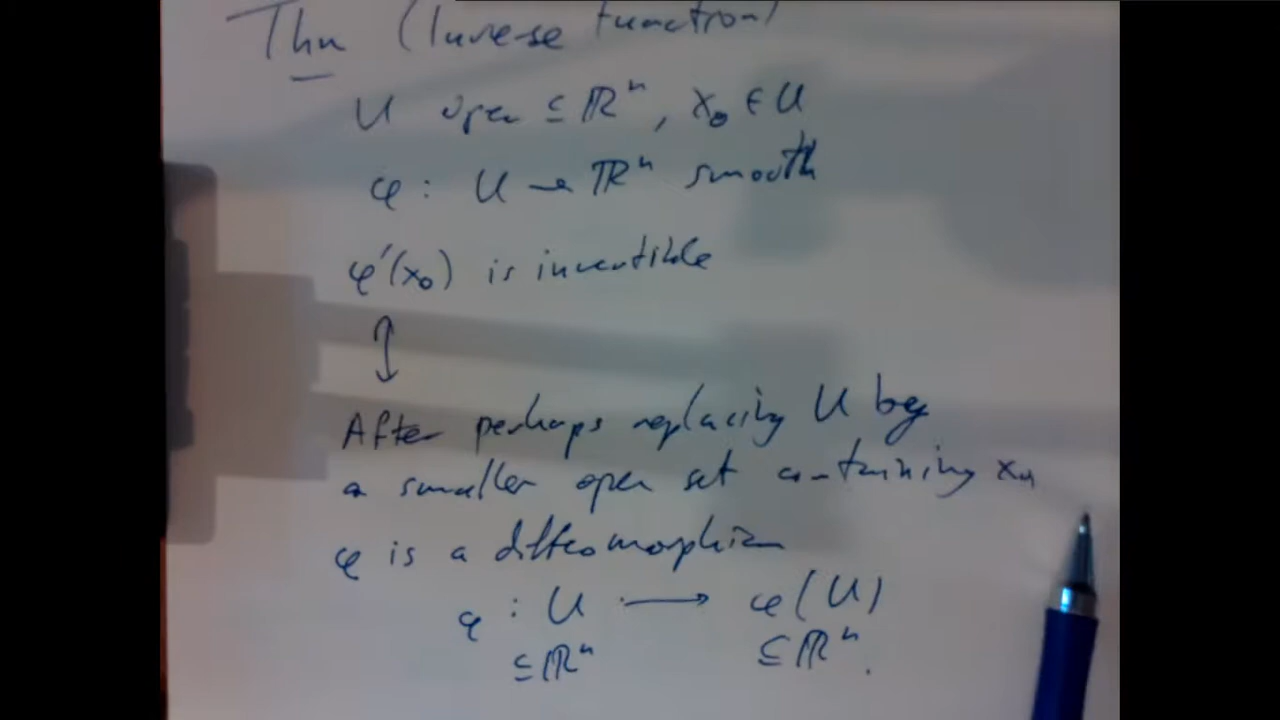 Thm (Inverse function)
U open ⊆ ℝⁿ, x₀ ∈ U
φ : U → ℝⁿ smooth
φ'(x₀) is invertible
↕
After perhaps replacing U by
a smaller open set containing x₀
φ is a diffeomorphism
φ : U → φ(U)
⊆ ℝⁿ ⊆ ℝⁿ.